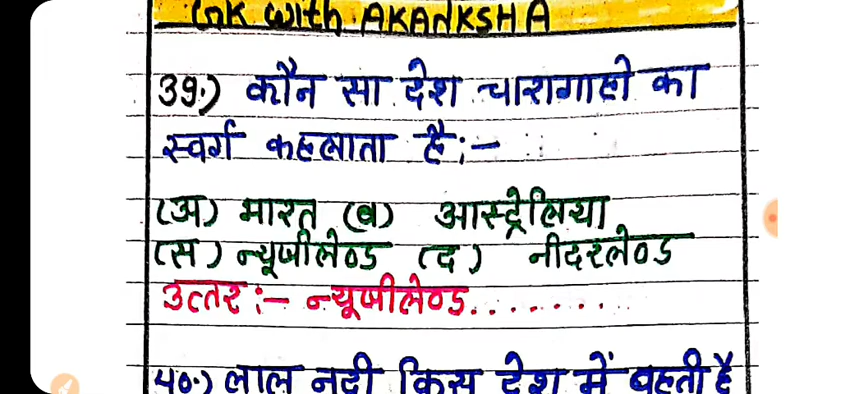 GK with AKANKSHA
39.) कौन सा देश चारागाहो का
स्वर्ग कहलाता है:-
(अ) भारत (ब) आस्ट्रेलिया
(स) न्यूजीलेण्ड (द) नीदरलेण्ड
उत्तर:- न्यूजीलेण्ड........
40.) लाल नदी किस देश में बहती है